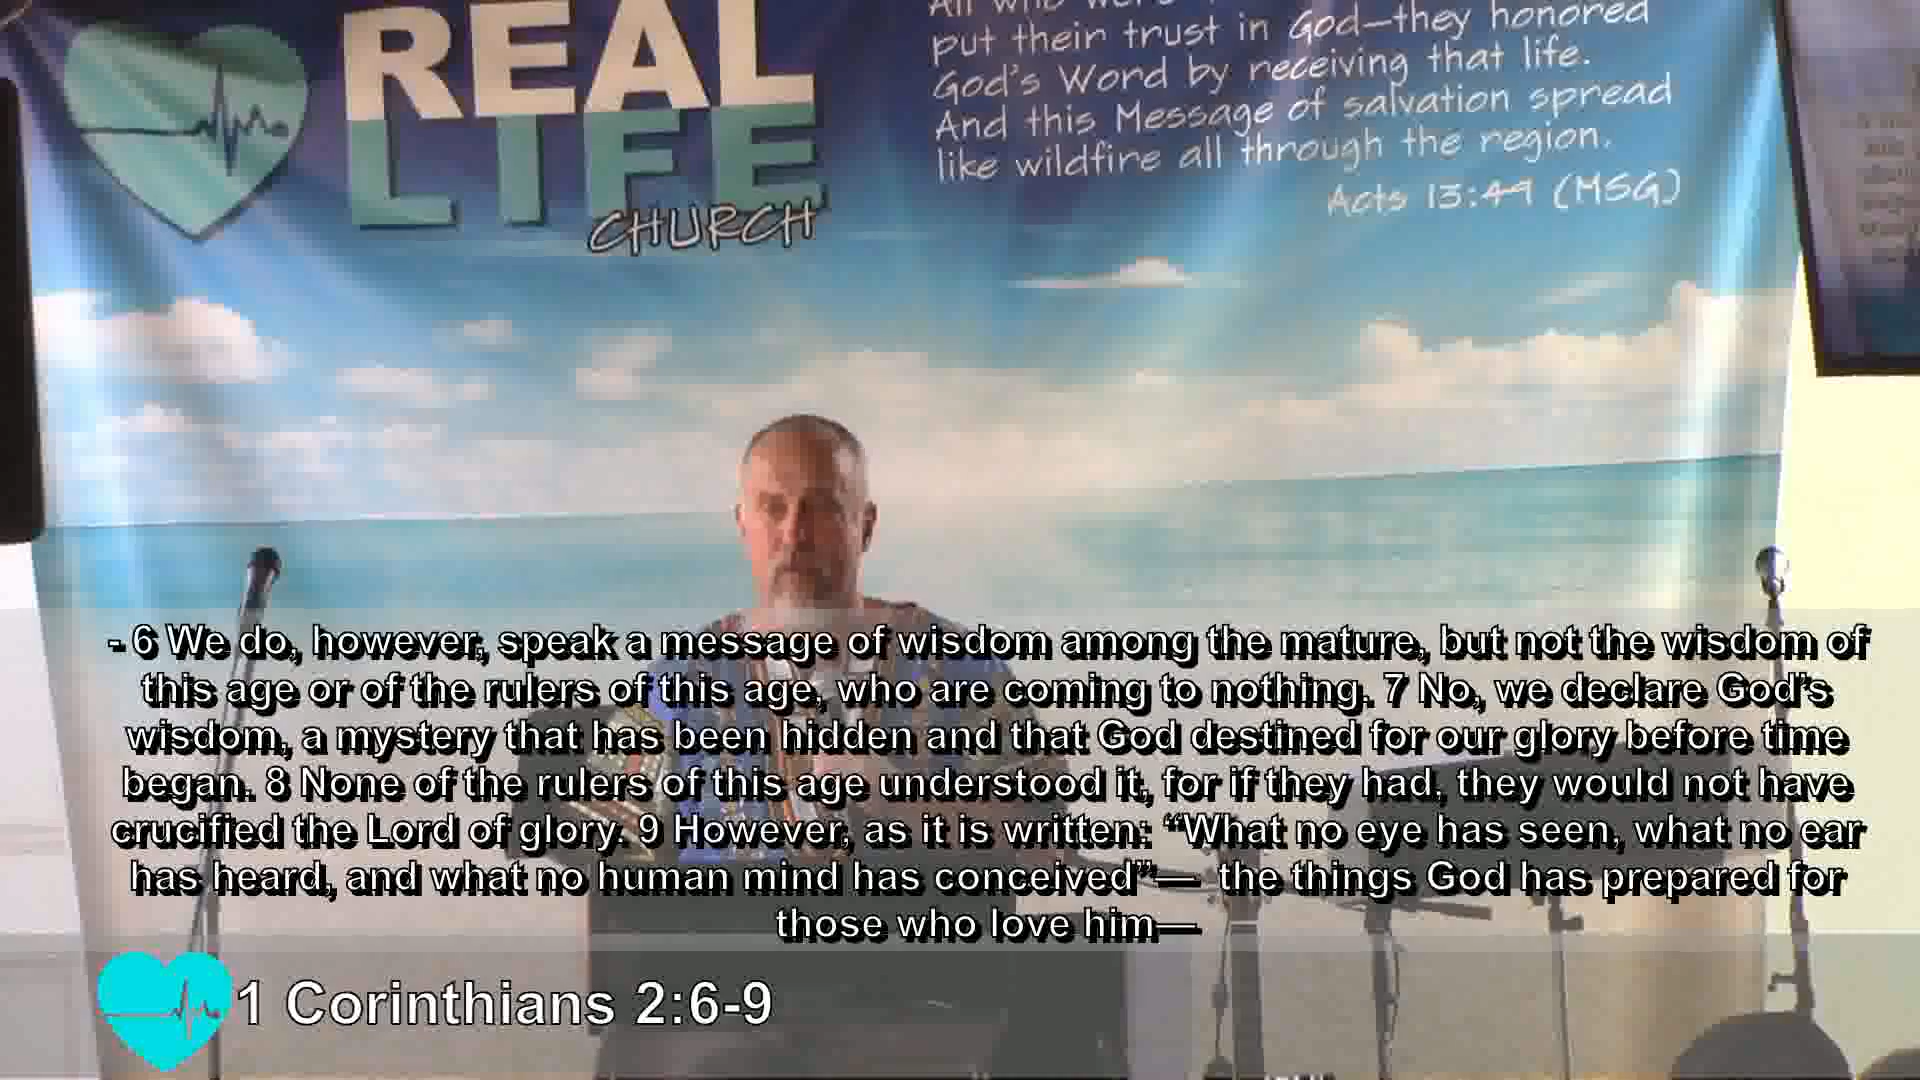 REAL
LIFE
CHURCH
put their trust in God—they honored
God's Word by receiving that life.
And this Message of salvation spread
like wildfire all through the region.
Acts 13:49 (MSG)
- 6 We do, however, speak a message of wisdom among the mature, but not the wisdom of
this age or of the rulers of this age, who are coming to nothing. 7 No, we declare God’s
wisdom, a mystery that has been hidden and that God destined for our glory before time
began. 8 None of the rulers of this age understood it, for if they had, they would not have
crucified the Lord of glory. 9 However, as it is written: “What no eye has seen, what no ear
has heard, and what no human mind has conceived”— the things God has prepared for
those who love him—
1 Corinthians 2:6-9